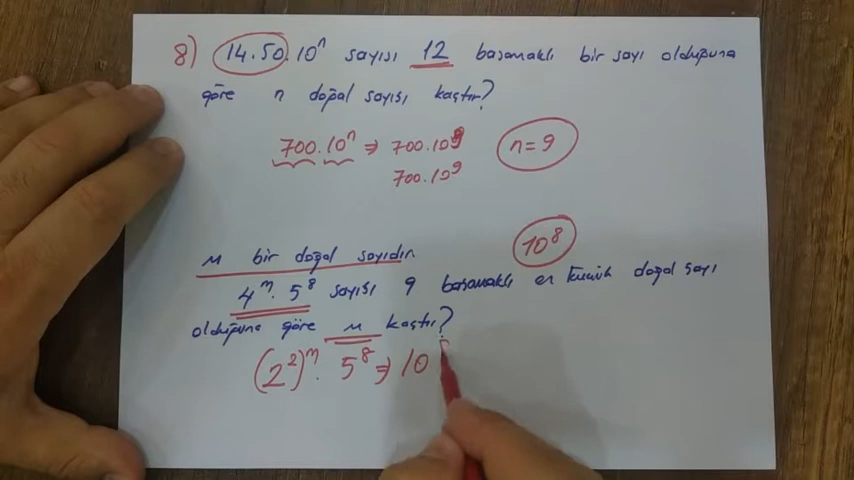 8) 14.50.10ⁿ sayısı 12 basamaklı bir sayı olduğuna
göre n doğal sayısı kaçtır?
700.10ⁿ ⇒ 700.10⁹ n=9
700.10⁹
m bir doğal sayıdır 10⁸
4ᵐ.5⁸ sayısı 9 basamaklı en küçük doğal sayı
olduğuna göre m kaçtır?
(2²)ᵐ.5⁸ ⇒ 10